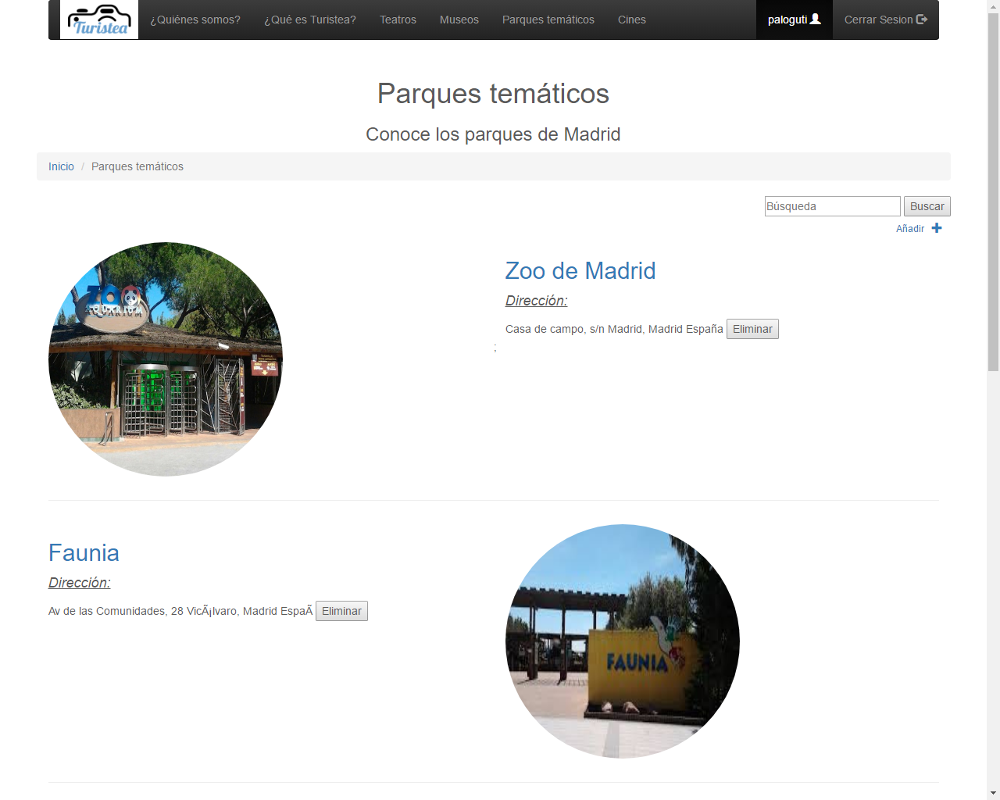 Turistea
¿Quiénes somos? ¿Qué es Turistea? Teatros Museos Parques temáticos Cines paloguti Cerrar Sesion
Parques temáticos
Conoce los parques de Madrid
Inicio / Parques temáticos
Búsqueda Buscar
Añadir
ZOO
AQUARIUM
Zoo de Madrid
Dirección:
Casa de campo, s/n Madrid, Madrid España Eliminar
;
Faunia
Dirección:
Av de las Comunidades, 28 VicÃ¡lvaro, Madrid EspaÃ Eliminar
FAUNIA